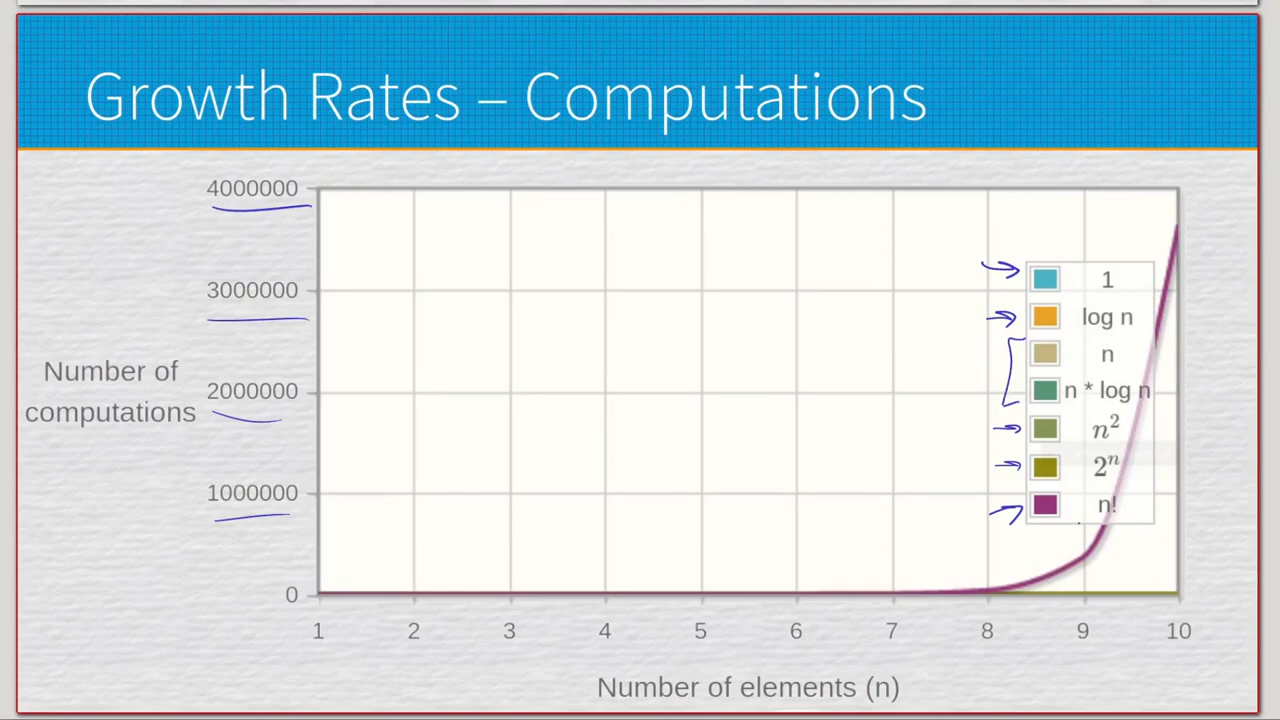 Growth Rates – Computations
4000000
3000000
2000000
1000000
0
Number of
computations
1
log n
n
n * log n
n²
2ⁿ
n!
1 2 3 4 5 6 7 8 9 10
Number of elements (n)